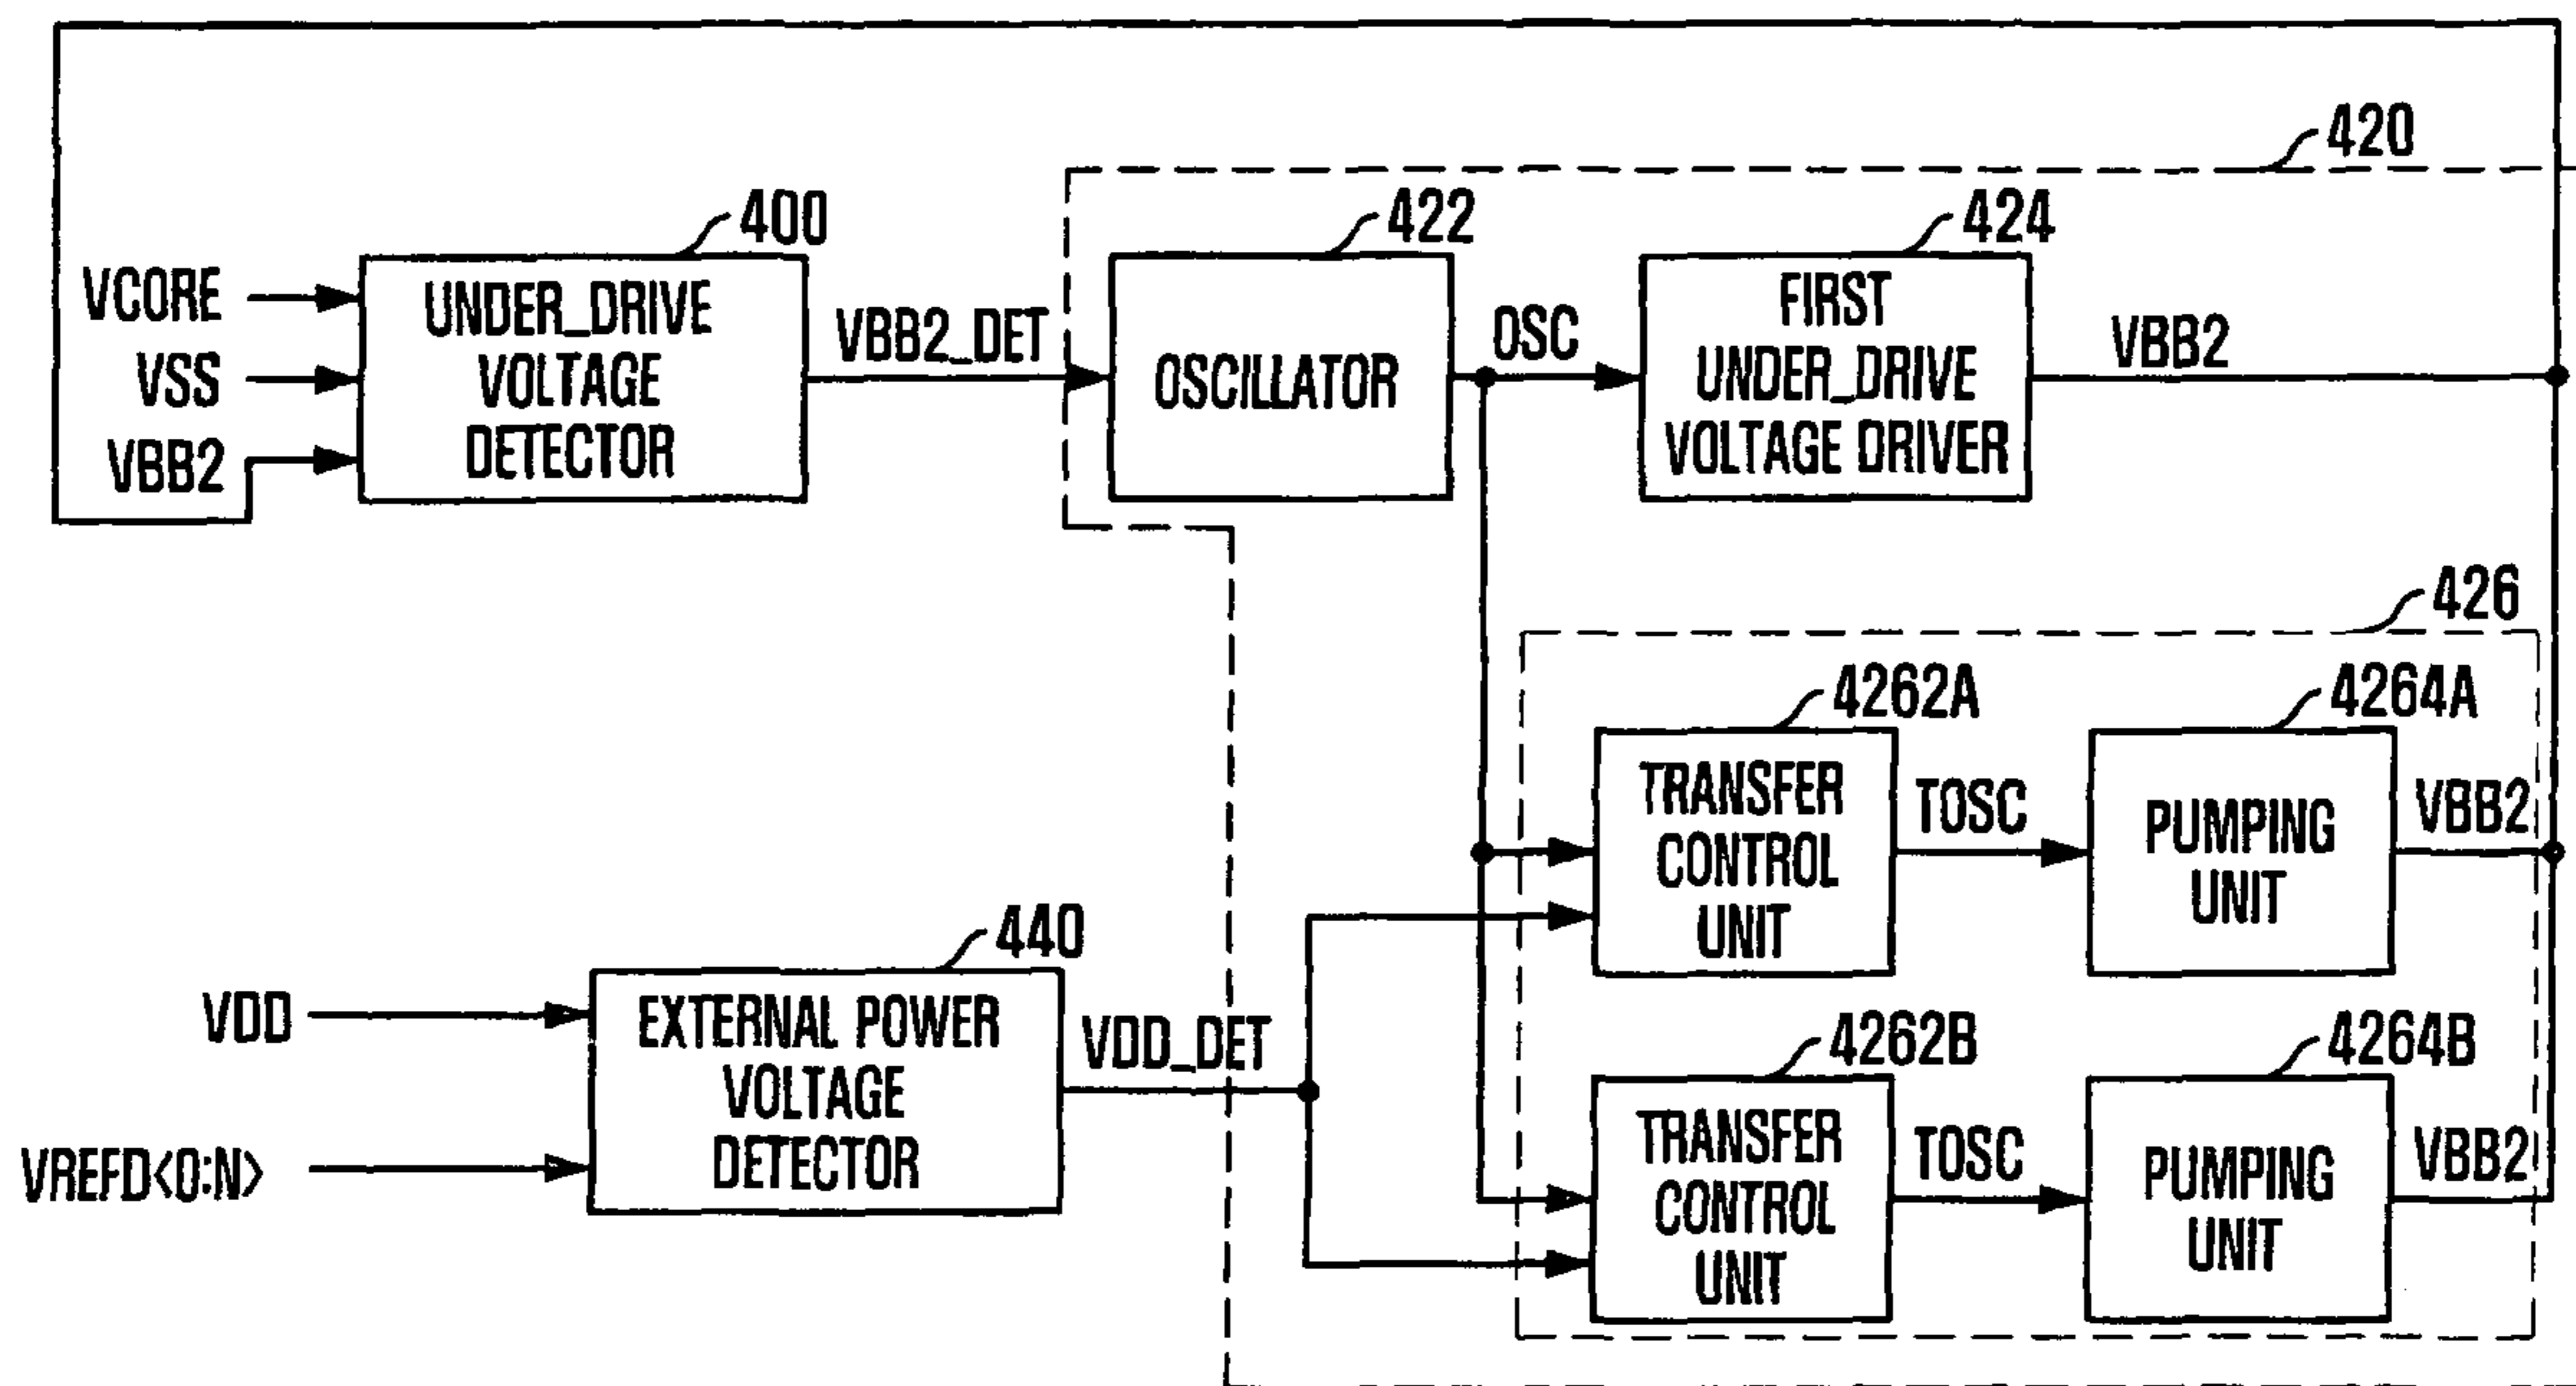 420
400
422
424
VCORE
VSS
VBB2
UNDER_DRIVE
VOLTAGE
DETECTOR
VBB2_DET
OSCILLATOR
OSC
FIRST
UNDER_DRIVE
VOLTAGE DRIVER
VBB2
426
4262A
4264A
TRANSFER
CONTROL
UNIT
TOSC
PUMPING
UNIT
VBB2
440
VDD
VREFD<0:N>
EXTERNAL POWER
VOLTAGE
DETECTOR
VDD_DET
4262B
4264B
TRANSFER
CONTROL
UNIT
TOSC
PUMPING
UNIT
VBB2